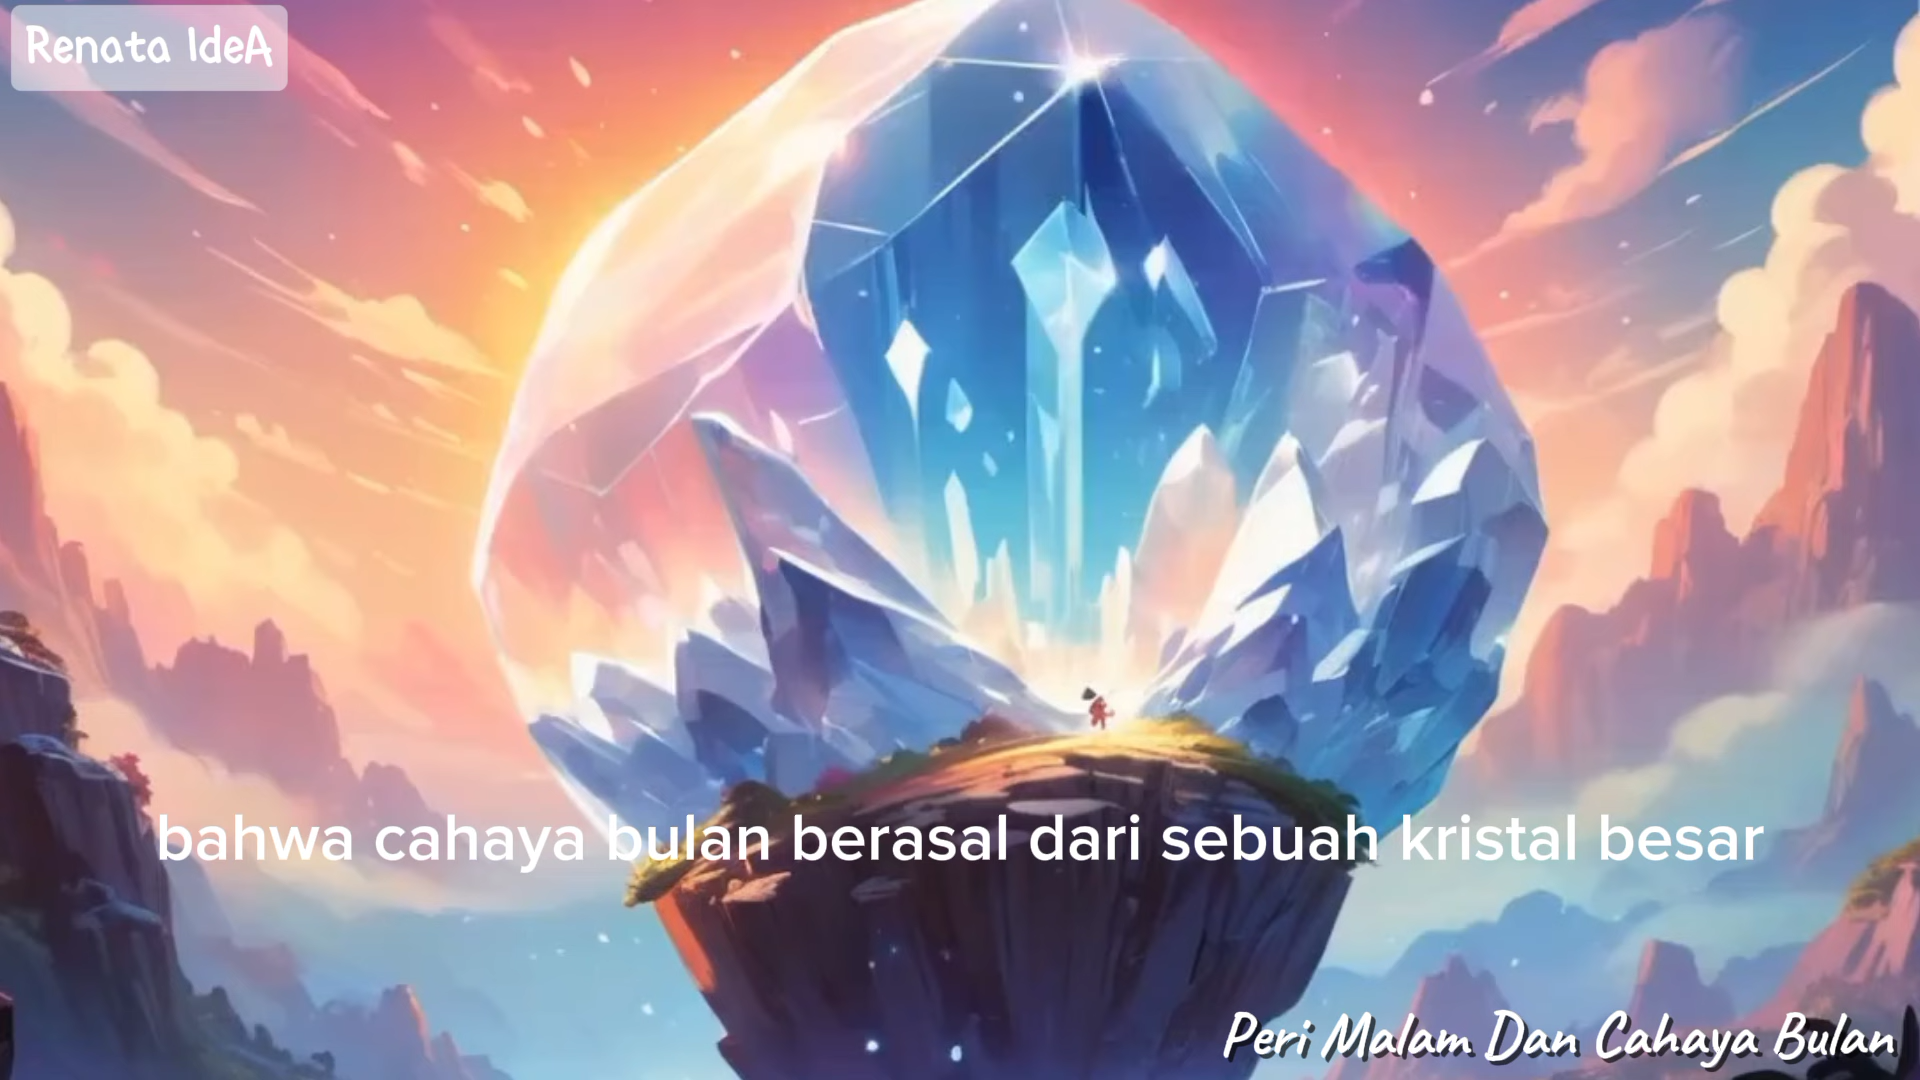 Renata IdeA
bahwa cahaya bulan berasal dari sebuah kristal besar
Peri Malam Dan Cahaya Bulan